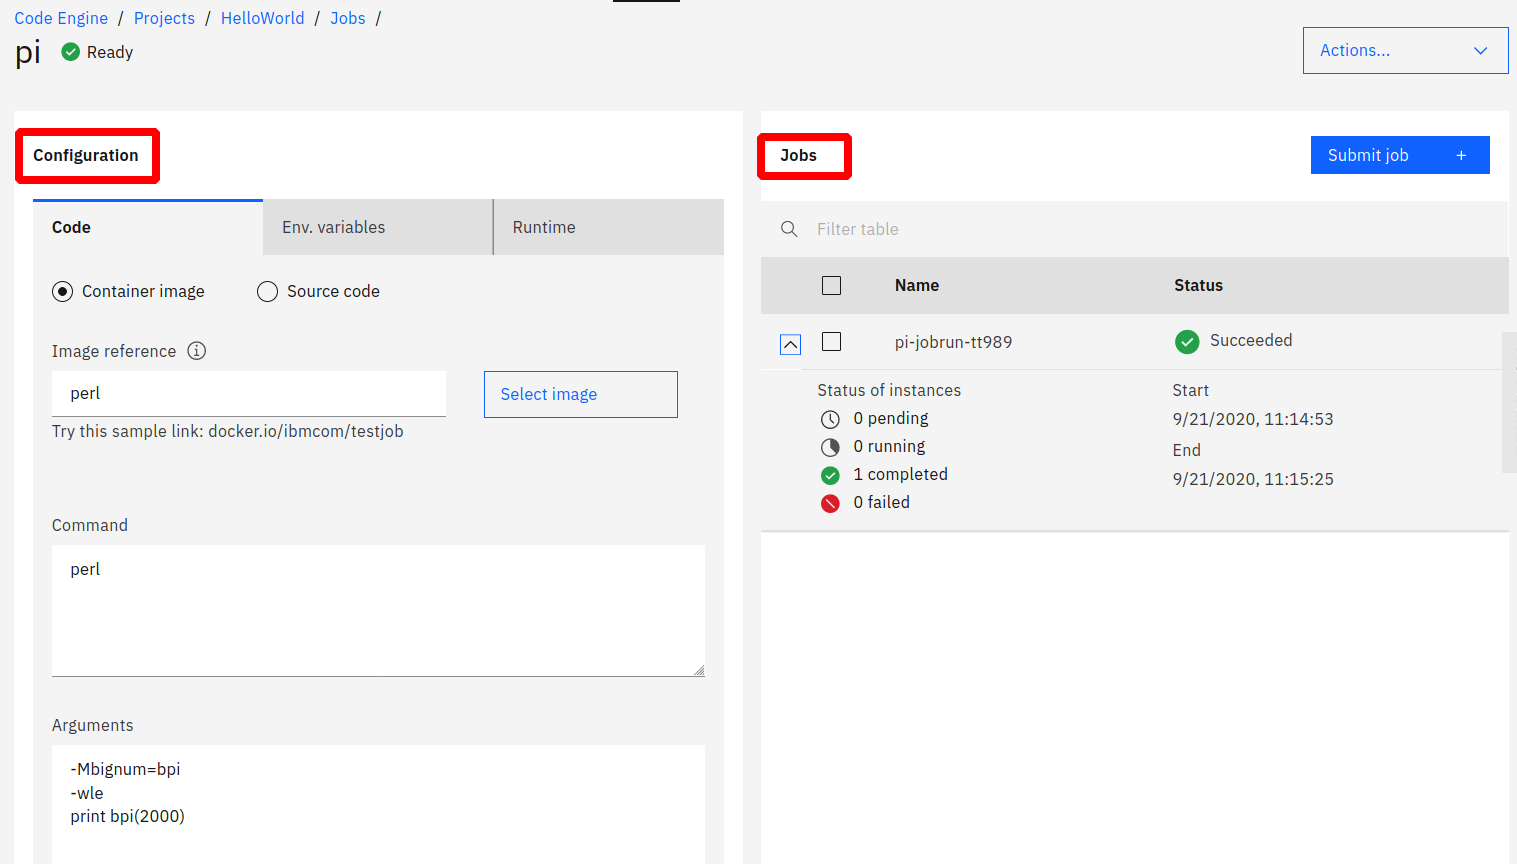 Code Engine / Projects / HelloWorld / Jobs /
pi Ready
Actions...
Configuration
Code Env. variables Runtime
Container image Source code
Image reference
perl Select image
Try this sample link: docker.io/ibmcom/testjob
Command
perl
Arguments
-Mbignum=bpi
-wle
print bpi(2000)
Jobs
Submit job +
Filter table
Name Status
pi-jobrun-tt989 Succeeded
Status of instances
0 pending
0 running
1 completed
0 failed
Start
9/21/2020, 11:14:53
End
9/21/2020, 11:15:25